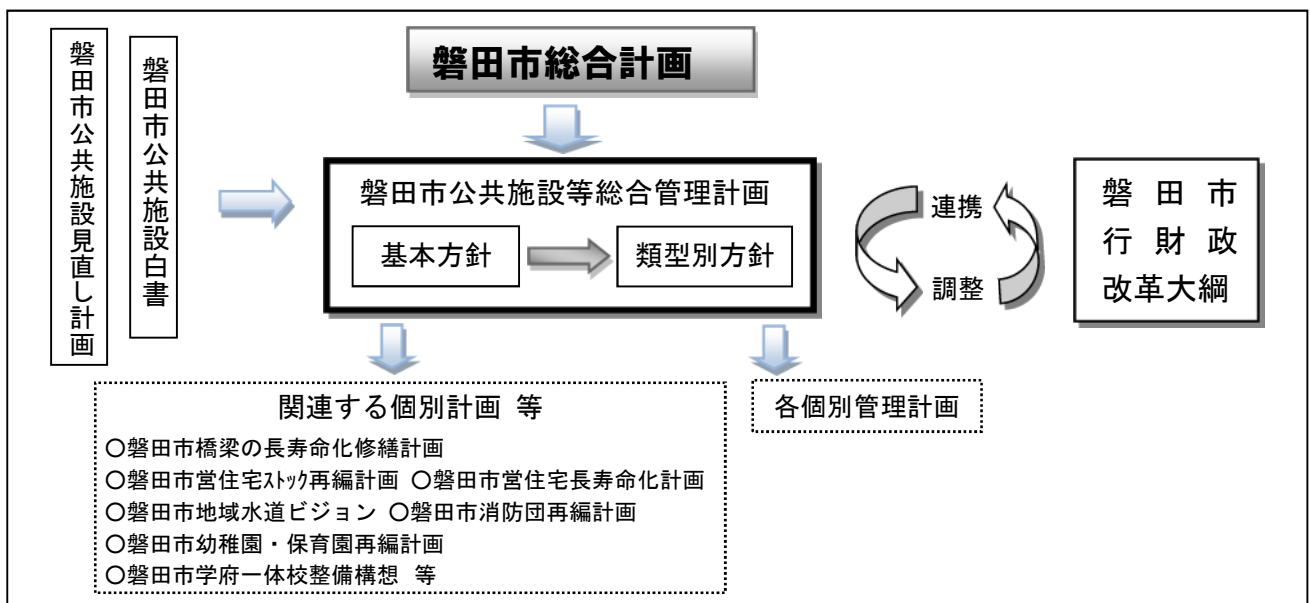 磐田市公共施設見直し計画
磐田市公共施設白書
磐田市総合計画
磐田市公共施設等総合管理計画
基本方針
類型別方針
連携
調整
磐田市
行財政
改革大綱
関連する個別計画 等
〇磐田市橋梁の長寿命化修繕計画
〇磐田市営住宅ストック再編計画 〇磐田市営住宅長寿命化計画
〇磐田市地域水道ビジョン 〇磐田市消防団再編計画
〇磐田市幼稚園・保育園再編計画
〇磐田市学府一体校整備構想 等
各個別管理計画